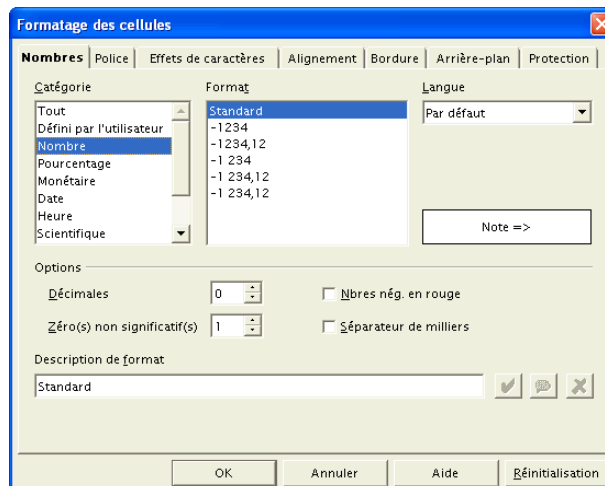 Formatage des cellules
Nombres Police Effets de caractères Alignement Bordure Arrière-plan Protection
Catégorie Format Langue
Tout
Défini par l'utilisateur
Nombre
Pourcentage
Monétaire
Date
Heure
Scientifique
Standard
-1234
-1234,12
-1 234
-1 234,12
-1 234,12
Par défaut
Note =>
Options
Décimales 0 Nbres nég. en rouge
Zéro(s) non significatif(s) 1 Séparateur de milliers
Description de format
Standard
OK Annuler Aide Réinitialisation